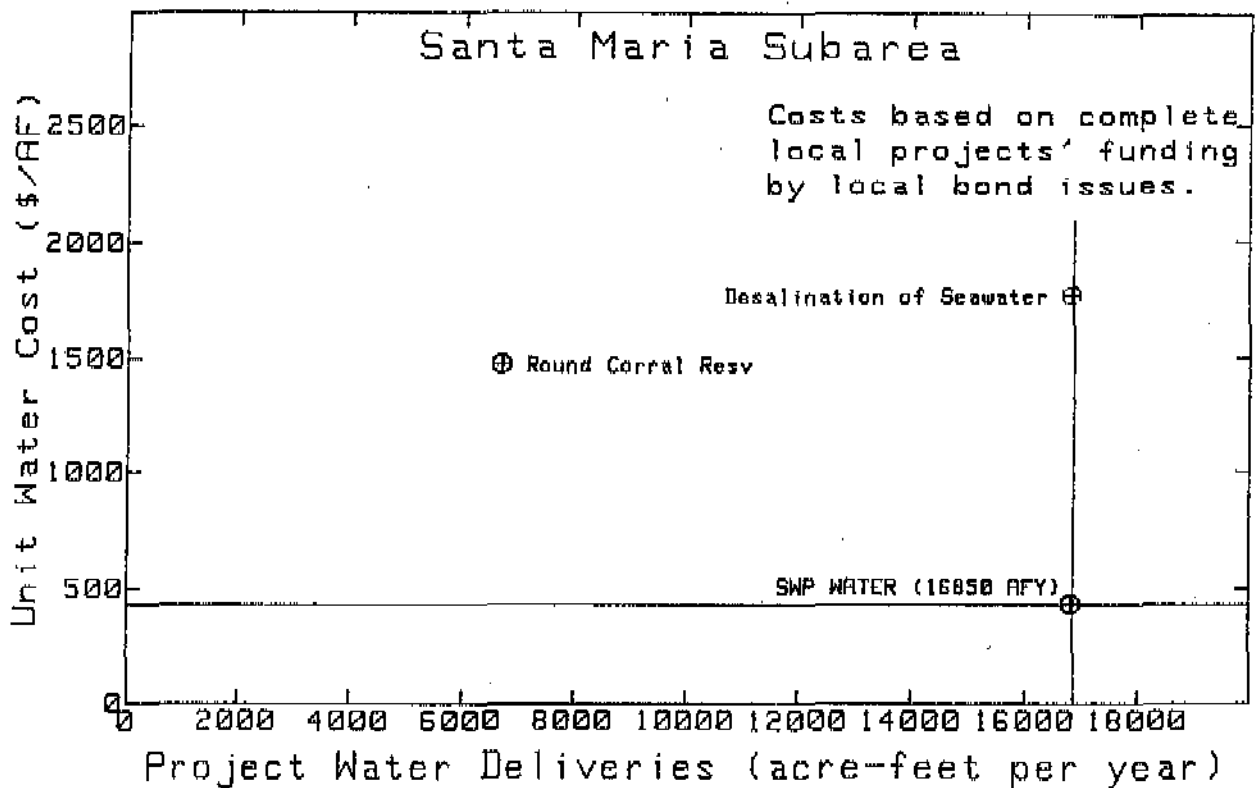 Santa Maria Subarea
Costs based on complete
local projects' funding
by local bond issues.
Unit Water Cost ($/AF)
2500
2000
1500
1000
500
0
Desalination of Seawater
Round Corral Resv
SWP WATER (16850 AFY)
0 2000 4000 6000 8000 10000 12000 14000 16000 18000
Project Water Deliveries (acre-feet per year)